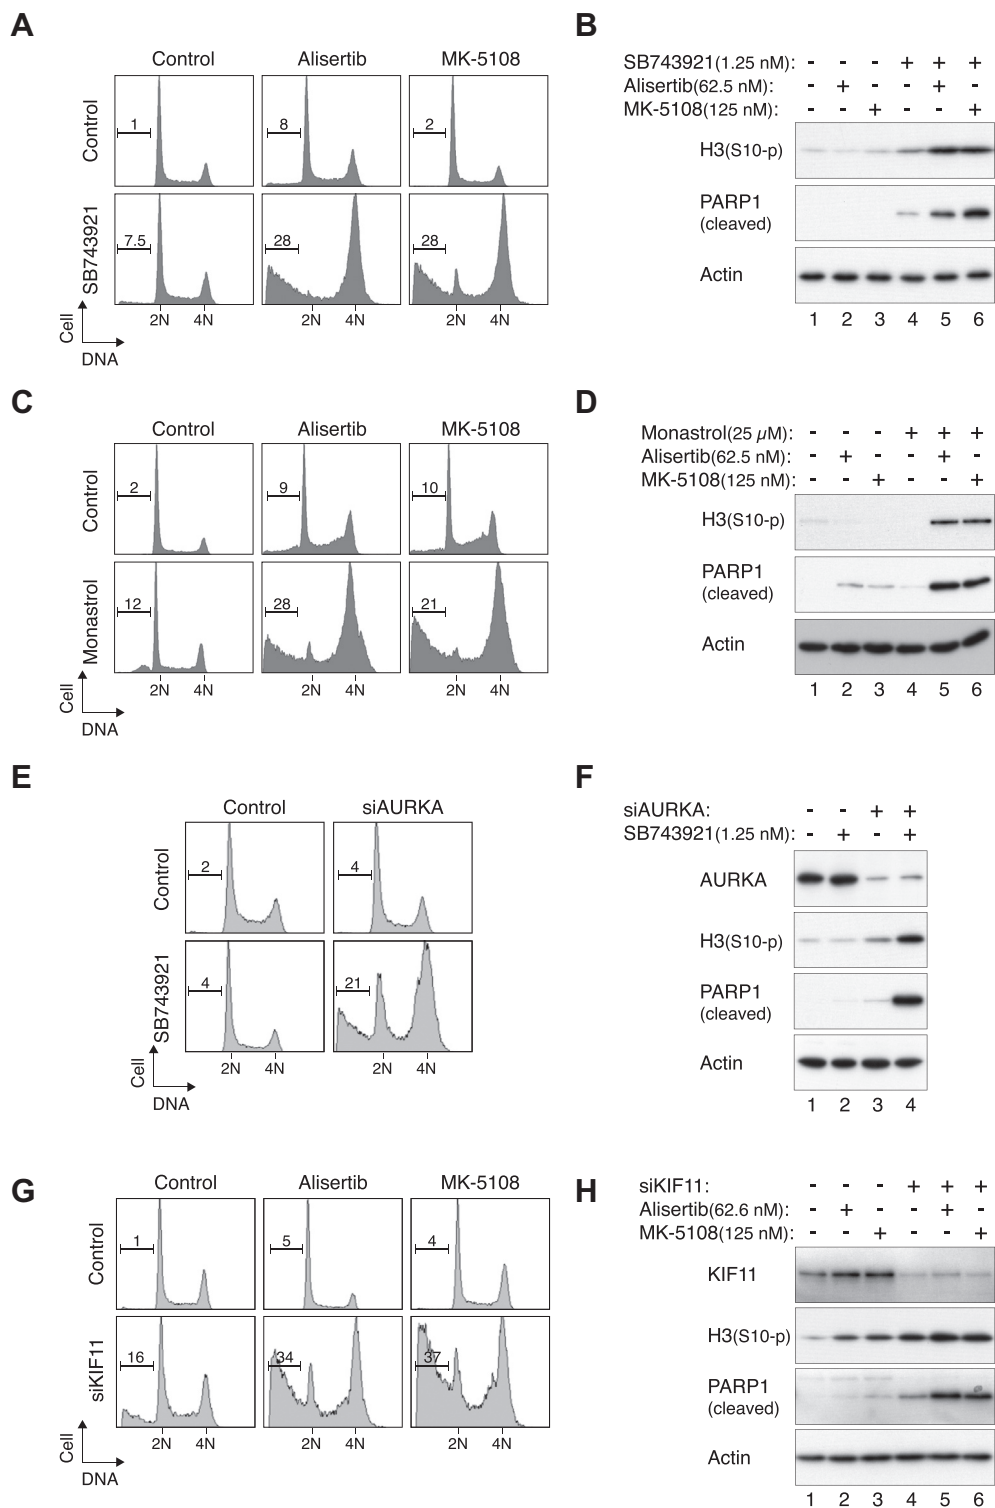 A
Control Alisertib MK-5108
Control
1 8 2
SB743921
7.5 28 28
2N 4N 2N 4N 2N 4N
Cell
DNA
B
SB743921(1.25 nM): - - - + + +
Alisertib(62.5 nM): - + - - + -
MK-5108(125 nM): - - + - - +
H3(S10-p)
PARP1
(cleaved)
Actin
1 2 3 4 5 6
C
Control Alisertib MK-5108
Control
2 9 10
Monastrol
12 28 21
2N 4N 2N 4N 2N 4N
Cell
DNA
D
Monastrol(25 µM): - - - + + +
Alisertib(62.5 nM): - + - - + -
MK-5108(125 nM): - - + - - +
H3(S10-p)
PARP1
(cleaved)
Actin
1 2 3 4 5 6
E
Control siAURKA
Control
2 4
SB743921
4 21
2N 4N 2N 4N
Cell
DNA
F
siAURKA: - - + +
SB743921(1.25 nM): - + - +
AURKA
H3(S10-p)
PARP1
(cleaved)
Actin
1 2 3 4
G
Control Alisertib MK-5108
Control
1 5 4
siKIF11
16 34 37
2N 4N 2N 4N 2N 4N
Cell
DNA
H
siKIF11: - - - + + +
Alisertib(62.6 nM): - + - - + -
MK-5108(125 nM): - - + - - +
KIF11
H3(S10-p)
PARP1
(cleaved)
Actin
1 2 3 4 5 6